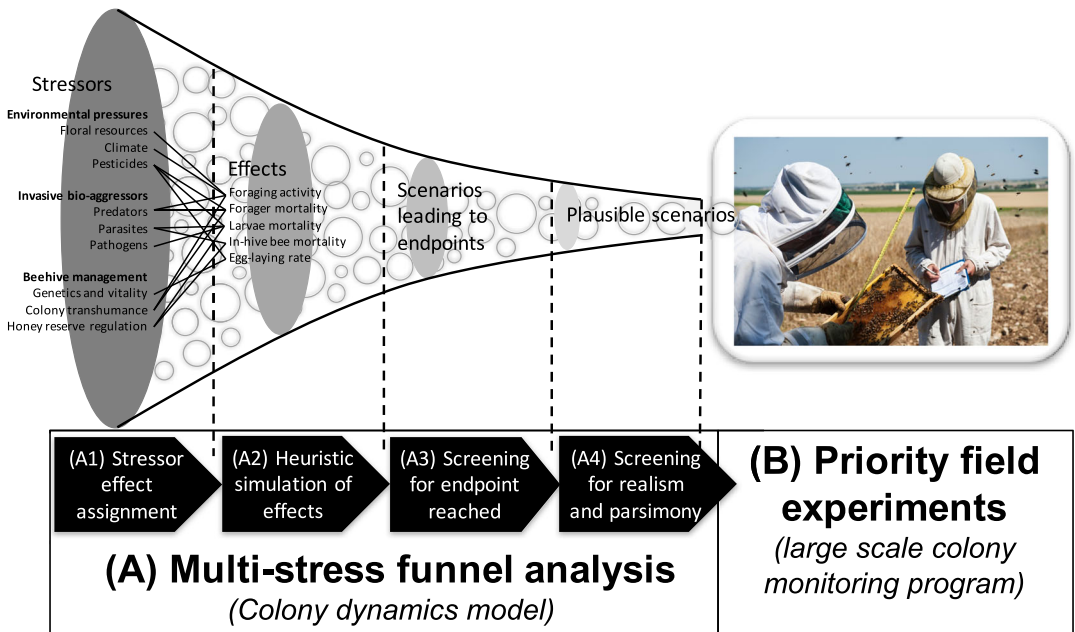 Stressors
Environmental pressures
Floral resources
Climate
Pesticides
Invasive bio-aggressors
Predators
Parasites
Pathogens
Beehive management
Genetics and vitality
Colony transhumance
Honey reserve regulation
Effects
Foraging activity
Forager mortality
Larvae mortality
In-hive bee mortality
Egg-laying rate
Scenarios
leading to
endpoints
Plausible scenarios
(A1) Stressor
effect
assignment
(A2) Heuristic
simulation of
effects
(A3) Screening
for endpoint
reached
(A4) Screening
for realism
and parsimony
(A) Multi-stress funnel analysis
(Colony dynamics model)
(B) Priority field
experiments
(large scale colony
monitoring program)